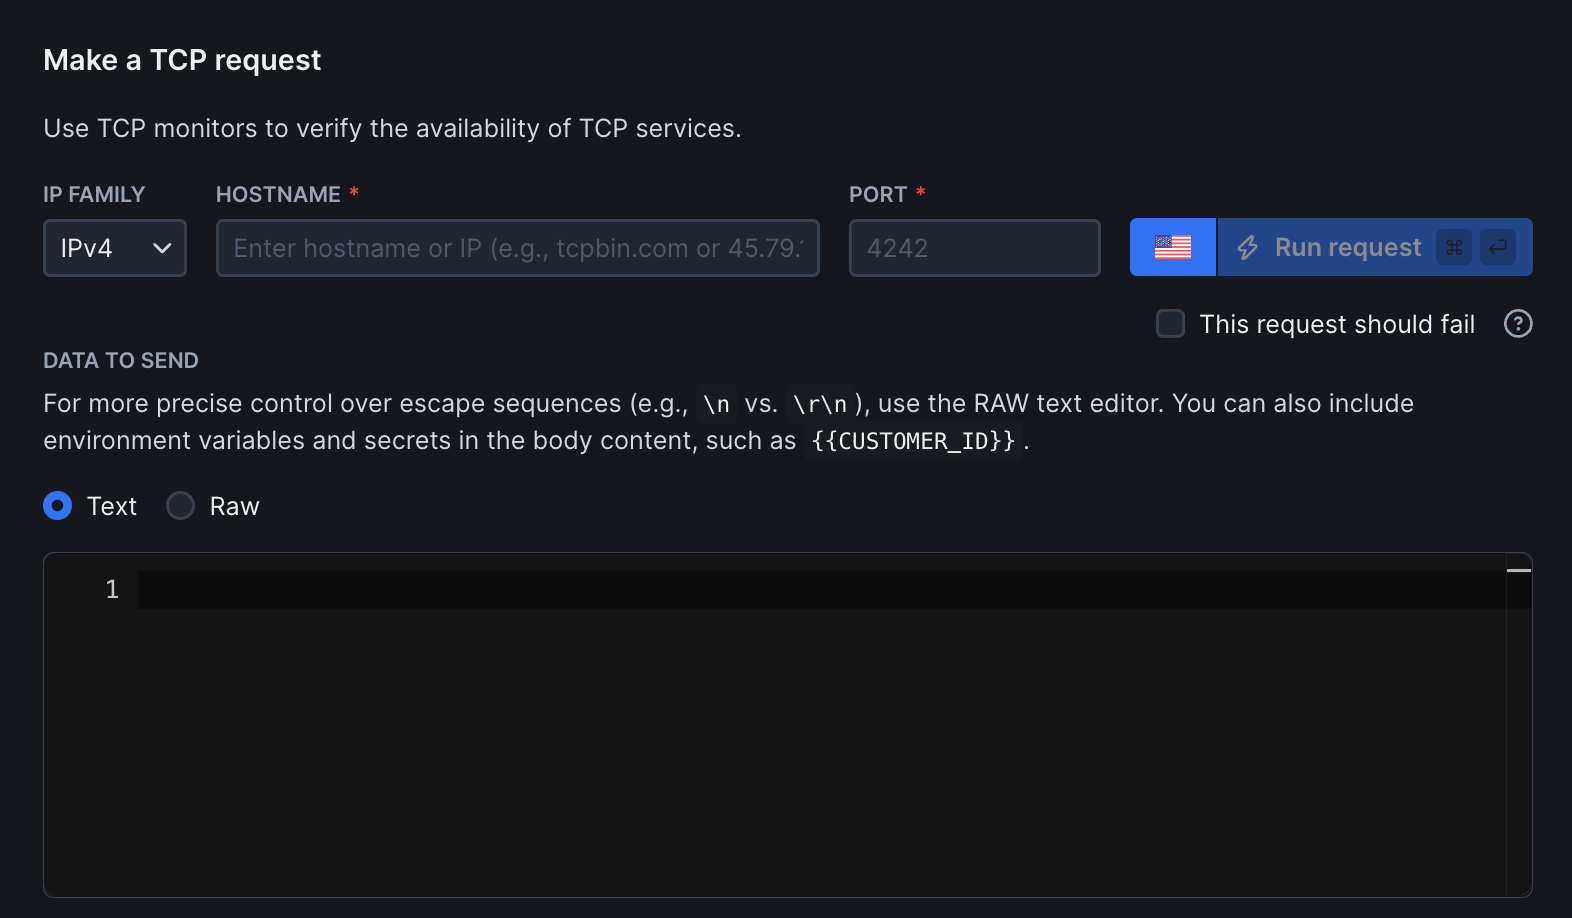 Make a TCP request
Use TCP monitors to verify the availability of TCP services.
IP FAMILY HOSTNAME * PORT *
IPv4 Enter hostname or IP (e.g., tcpbin.com or 45.79. 4242 Run request ⌘ ↵
This request should fail ?
DATA TO SEND
For more precise control over escape sequences (e.g., \n vs. \r\n), use the RAW text editor. You can also include
environment variables and secrets in the body content, such as {{CUSTOMER_ID}}.
Text Raw
1